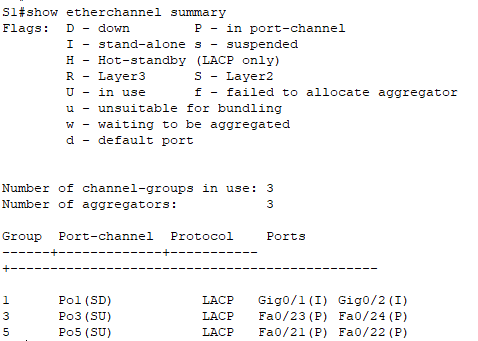 S1#show etherchannel summary
Flags:  D - down        P - in port-channel
        I - stand-alone s - suspended
        H - Hot-standby (LACP only)
        R - Layer3      S - Layer2
        U - in use      f - failed to allocate aggregator
        u - unsuitable for bundling
        w - waiting to be aggregated
        d - default port
Number of channel-groups in use: 3
Number of aggregators:           3
Group  Port-channel  Protocol    Ports
------+-------------+-----------
+----------------------------------------------
1      Po1(SD)           LACP   Gig0/1(I) Gig0/2(I)
3      Po3(SU)           LACP   Fa0/23(P) Fa0/24(P)
5      Po5(SU)           LACP   Fa0/21(P) Fa0/22(P)